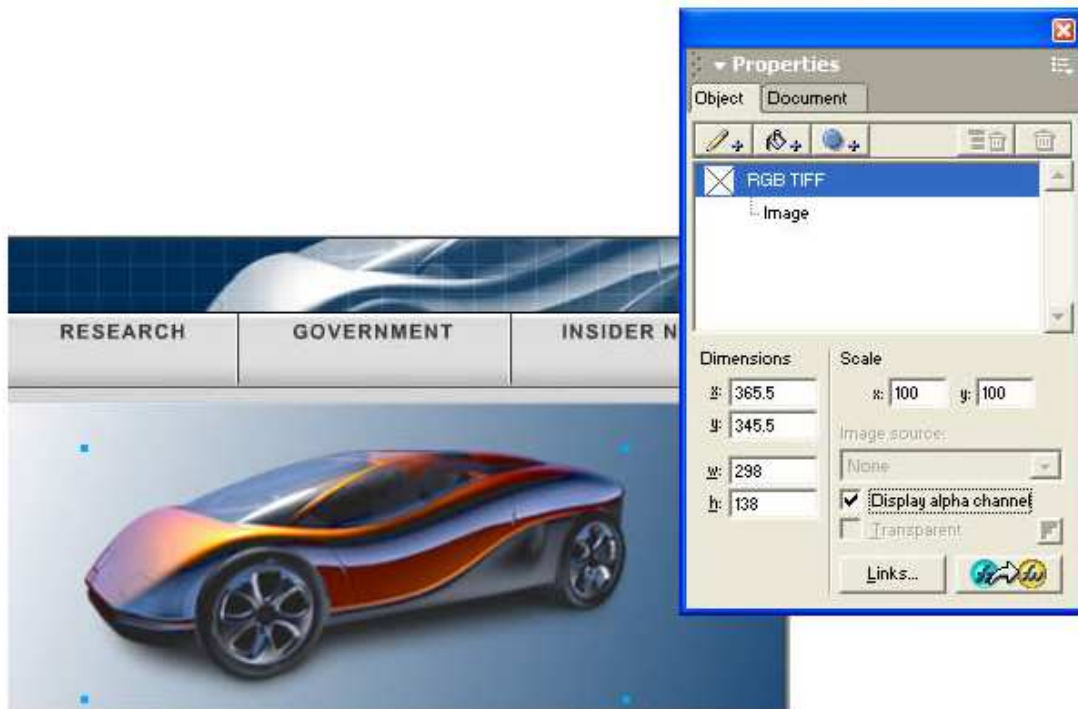 Properties
Object Document
RGB TIFF
Image
RESEARCH GOVERNMENT INSIDER N
Dimensions Scale
x: 365.5 x: 100 y: 100
y: 345.5
Image source:
w: 298 None
h: 138 Display alpha channel
Transparent
Links...